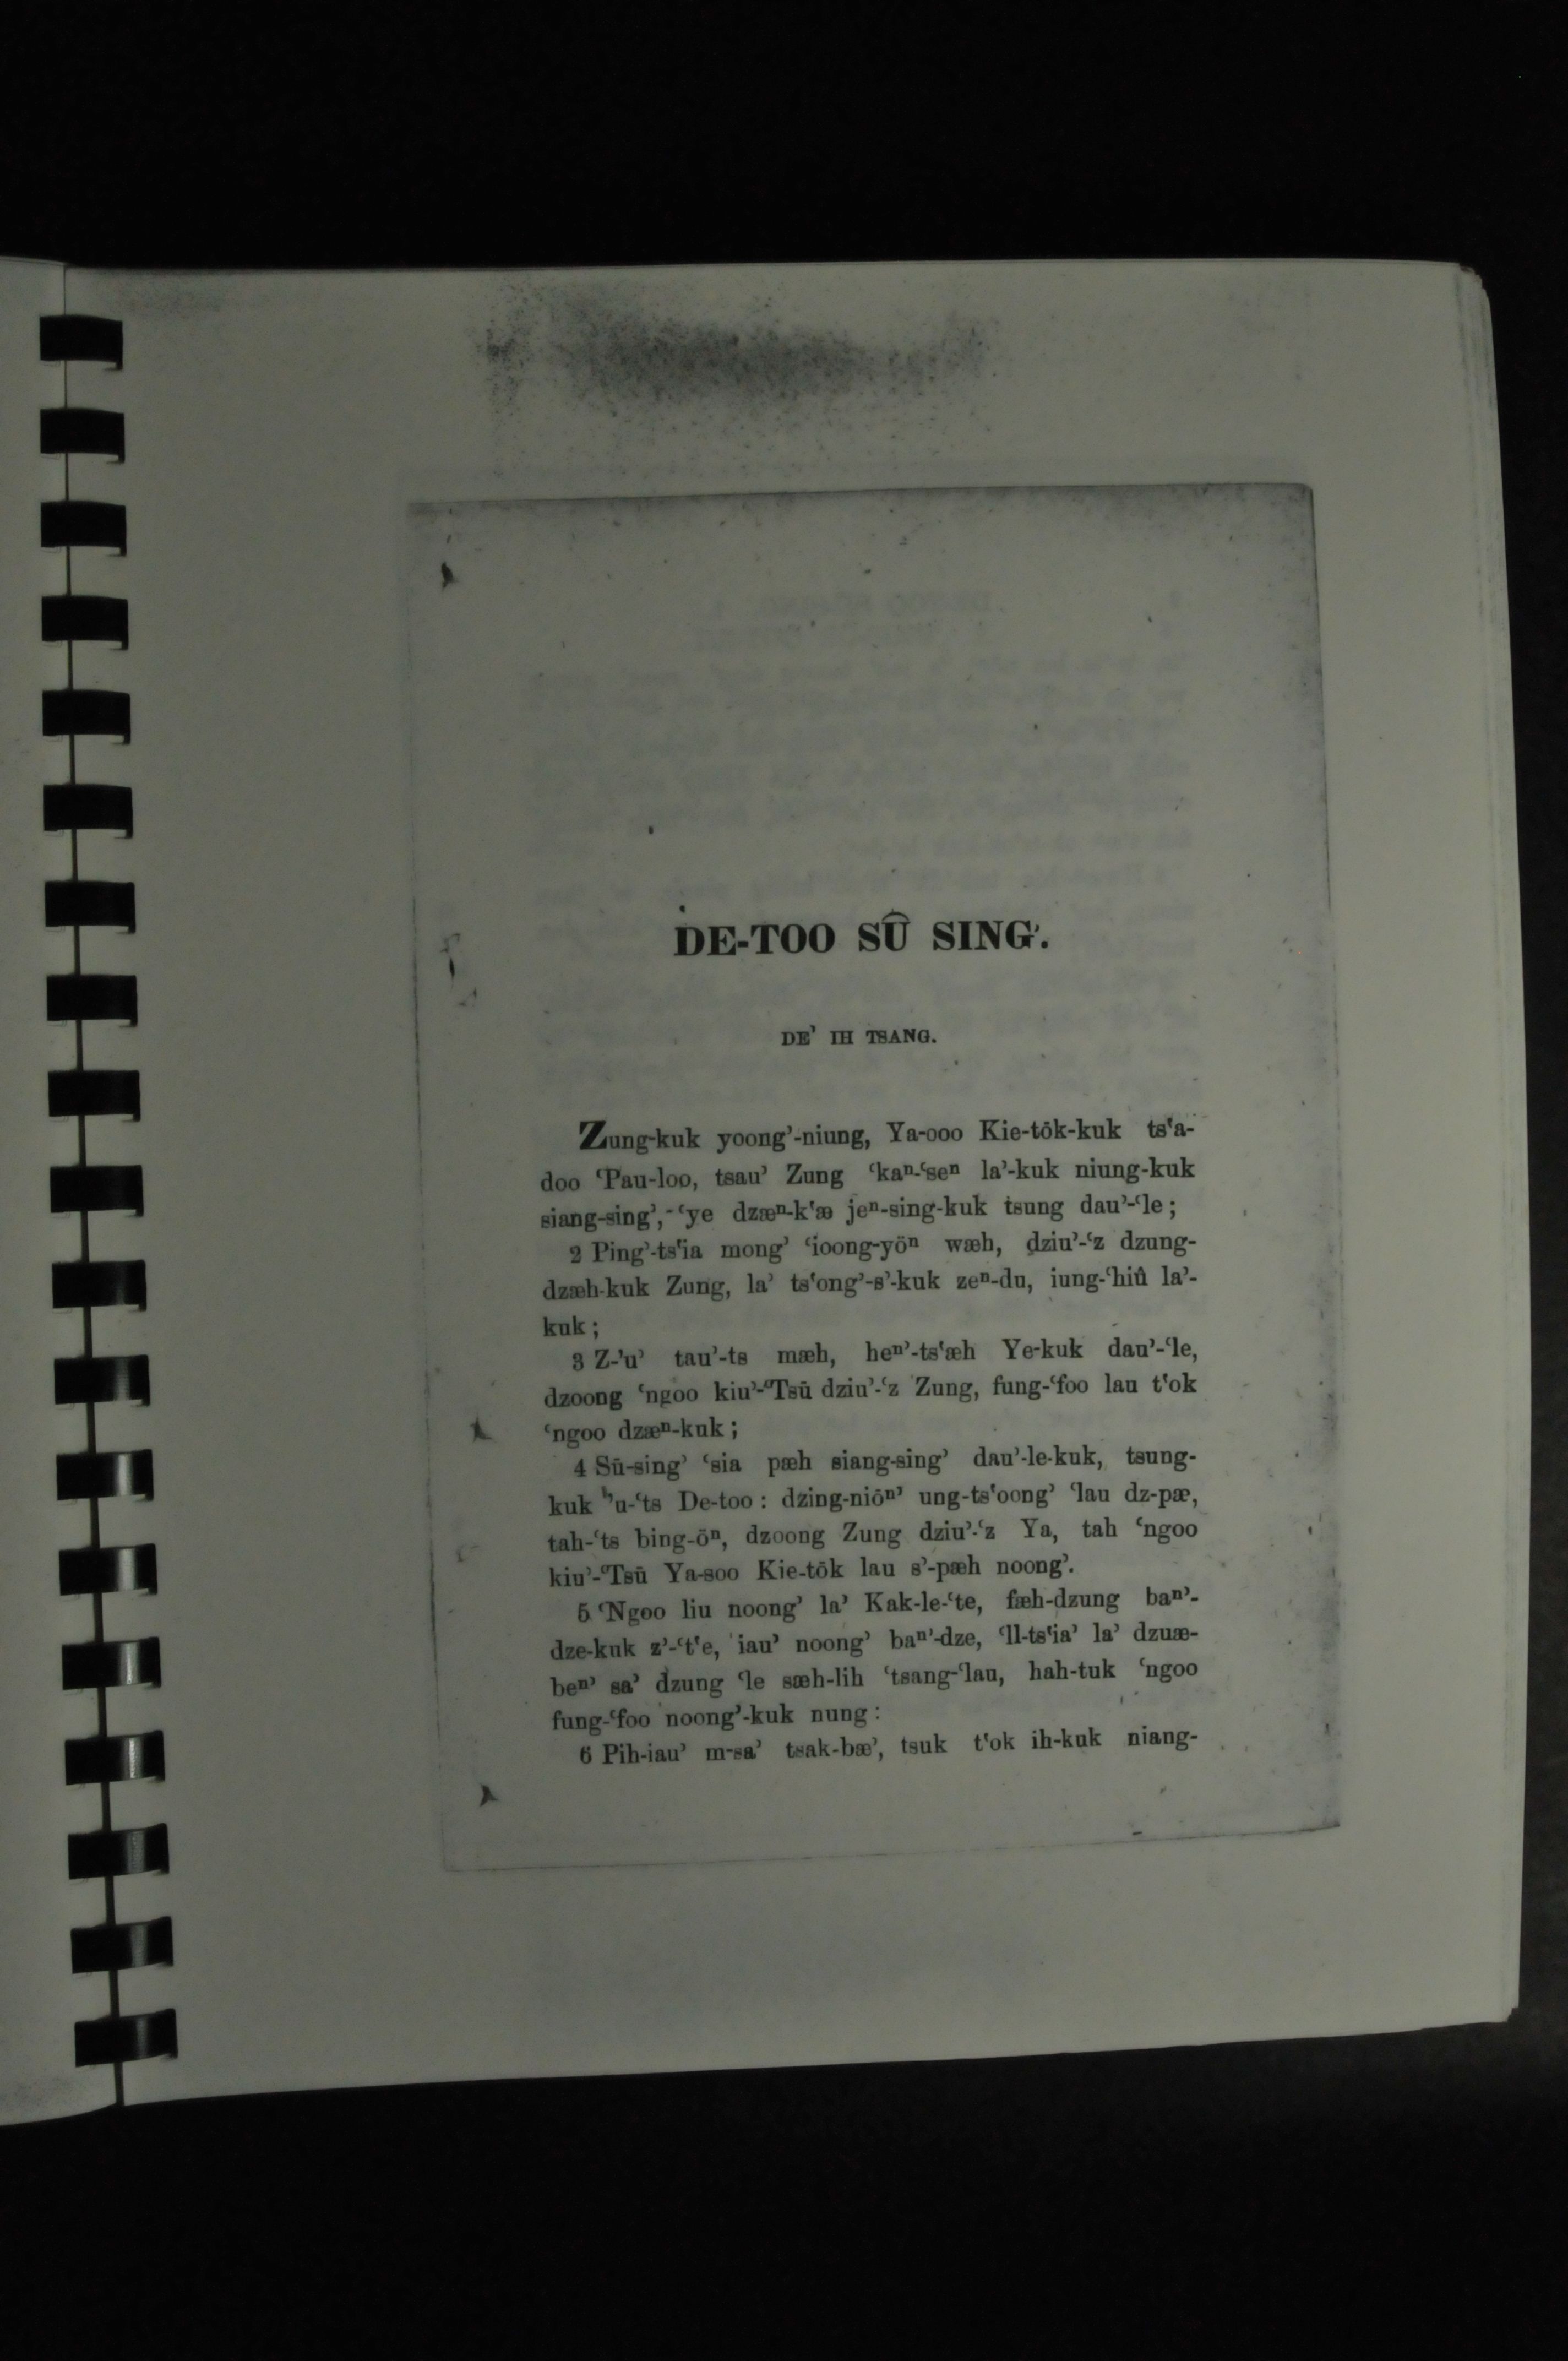 DE-TOO SÛ SING’.
DE’ IH TSANG.
Zung-kuk yoong’-niung, Ya-ooo Kie-tōk-kuk ts‘a-
doo ‘Pau-loo, tsau’ Zung ‘kaⁿ-‘seⁿ la’-kuk niung-kuk
siang-sing’, ‘ye dzæⁿ-k‘æ jeⁿ-sing-kuk tsung dau’-‘le;
2 Ping’-ts‘ia mong’ ‘ioong-yöⁿ wæh, dziu’-‘z dzung-
dzæh-kuk Zung, la’ ts‘ong’-s’-kuk zeⁿ-du, iung-‘hiû la’-
kuk;
3 Z-’u’ tau’-ts mæh, heⁿ’-ts‘æh Ye-kuk dau’-‘le,
dzoong ‘ngoo kiu’-‘Tsū dziu’-‘z Zung, fung-‘foo lau t‘ok
‘ngoo dzæⁿ-kuk;
4 Sū-sing’ ‘sia pæh siang-sing’ dau’-le-kuk, tsung-
kuk ’u-‘ts De-too: dzing-niöⁿ’ ung-ts‘oong’ ‘lau dz-pæ,
tah-‘ts bing-öⁿ, dzoong Zung dziu’-‘z Ya, tah ‘ngoo
kiu’-‘Tsū Ya-soo Kie-tōk lau s’-pæh noong’.
5 ‘Ngoo liu noong’ la’ Kak-le-‘te, fæh-dzung baⁿ’-
dze-kuk z’-‘t‘e, iau’ noong’ baⁿ’-dze, ‘ll-ts‘ia’ la’ dzuæ-
beⁿ’ sa’ dzung ‘le sæh-lih ‘tsang-‘lau, hah-tuk ‘ngoo
fung-‘foo noong’-kuk nung:
6 Pih-iau’ m-sa’ tsak-bæ’, tsuk t‘ok ih-kuk niang-